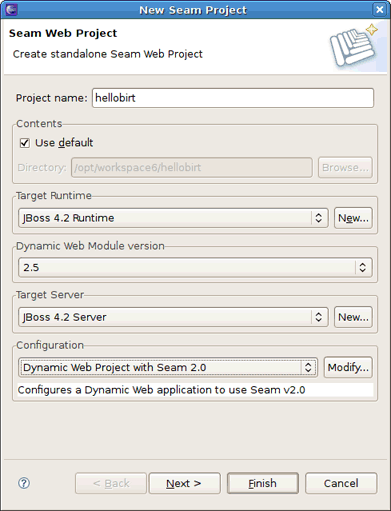 New Seam Project
Seam Web Project
Create standalone Seam Web Project
Project name: hellobirt
Contents
Use default
Directory: /opt/workspace6/hellobirt Browse...
Target Runtime
JBoss 4.2 Runtime New...
Dynamic Web Module version
2.5
Target Server
JBoss 4.2 Server New...
Configuration
Dynamic Web Project with Seam 2.0 Modify...
Configures a Dynamic Web application to use Seam v2.0
? < Back Next > Finish Cancel